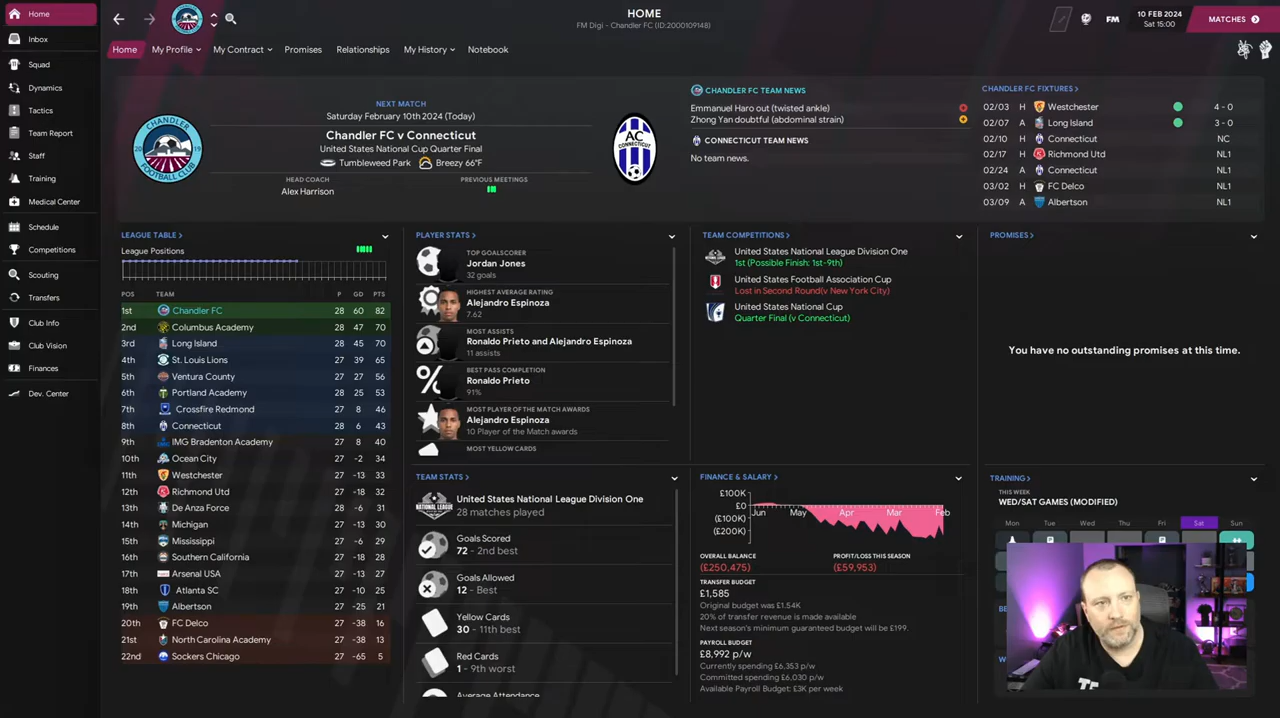 Home
HOME
FM Digi - Chandler FC (ID:2000109148)
FM
10 FEB 2024
Sat 15:00
MATCHES
Inbox
Squad
Dynamics
Tactics
Team Report
Staff
Training
Medical Center
Schedule
Competitions
Scouting
Transfers
Club Info
Club Vision
Finances
Dev. Center
Home
My Profile
My Contract
Promises
Relationships
My History
Notebook
CHANDLER
20 19
FOOTBALL CLUB
NEXT MATCH
Saturday February 10th 2024 (Today)
Chandler FC v Connecticut
United States National Cup Quarter Final
Tumbleweed Park
Breezy 66°F
HEAD COACH
Alex Harrison
PREVIOUS MEETINGS
AC
CONNECTICUT
CHANDLER FC TEAM NEWS
Emmanuel Haro out (twisted ankle)
Zhong Yan doubtful (abdominal strain)
CONNECTICUT TEAM NEWS
No team news.
CHANDLER FC FIXTURES
02/03 H Westchester 4 - 0
02/07 A Long Island 3 - 0
02/10 H Connecticut NC
02/17 H Richmond Utd NL1
02/24 A Connecticut NL1
03/02 H FC Delco NL1
03/09 A Albertson NL1
LEAGUE TABLE
League Positions
POS TEAM P GD PTS
1st Chandler FC 28 60 82
2nd Columbus Academy 28 47 70
3rd Long Island 28 45 70
4th St. Louis Lions 27 39 65
5th Ventura County 27 27 56
6th Portland Academy 28 25 53
7th Crossfire Redmond 27 8 46
8th Connecticut 28 6 43
9th IMG Bradenton Academy 27 8 40
10th Ocean City 27 -2 34
11th Westchester 27 -13 33
12th Richmond Utd 27 -18 32
13th De Anza Force 28 -6 31
14th Michigan 27 -13 30
15th Mississippi 27 -6 29
16th Southern California 27 -18 28
17th Arsenal USA 27 -13 27
18th Atlanta SC 27 -10 25
19th Albertson 27 -25 21
20th FC Delco 27 -38 16
21st North Carolina Academy 27 -38 13
22nd Sockers Chicago 27 -65 5
PLAYER STATS
TOP GOALSCORER
Jordan Jones
32 goals
HIGHEST AVERAGE RATING
Alejandro Espinoza
7.62
MOST ASSISTS
Ronaldo Prieto and Alejandro Espinoza
11 assists
BEST PASS COMPLETION
Ronaldo Prieto
91%
MOST PLAYER OF THE MATCH AWARDS
Alejandro Espinoza
10 Player of the Match awards
MOST YELLOW CARDS
TEAM COMPETITIONS
United States National League Division One
1st (Possible Finish: 1st-9th)
United States Football Association Cup
Lost in Second Round(v New York City)
United States National Cup
Quarter Final (v Connecticut)
PROMISES
You have no outstanding promises at this time.
TEAM STATS
NATIONAL LEAGUE
United States National League Division One
28 matches played
Goals Scored
72 - 2nd best
Goals Allowed
12 - Best
Yellow Cards
30 - 11th best
Red Cards
1 - 9th worst
Average Attendance
FINANCE & SALARY
£100K
£0
(£100K)
(£200K)
Jun May Apr Mar Feb
OVERALL BALANCE
(£250,475)
PROFIT/LOSS THIS SEASON
(£59,953)
TRANSFER BUDGET
£1,585
Original budget was £1.54K
20% of transfer revenue is made available
Next season's minimum guaranteed budget will be £199.
PAYROLL BUDGET
£8,992 p/w
Currently spending £6,353 p/w
Committed spending £6,030 p/w
Available Payroll Budget: £3K per week
TRAINING
THIS WEEK
WED/SAT GAMES (MODIFIED)
Mon Tue Wed Thu Fri Sat Sun